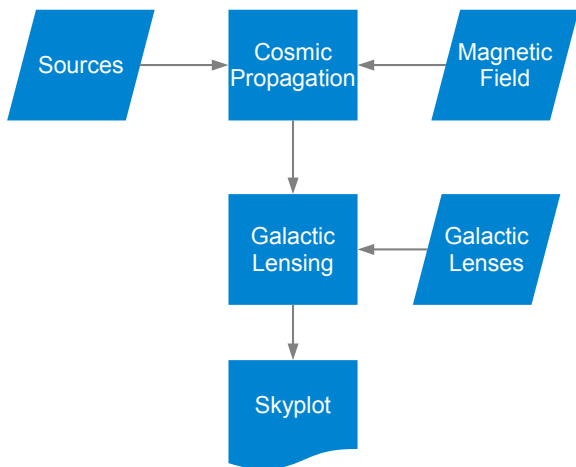 Sources
Cosmic
Propagation
Magnetic
Field
Galactic
Lensing
Galactic
Lenses
Skyplot